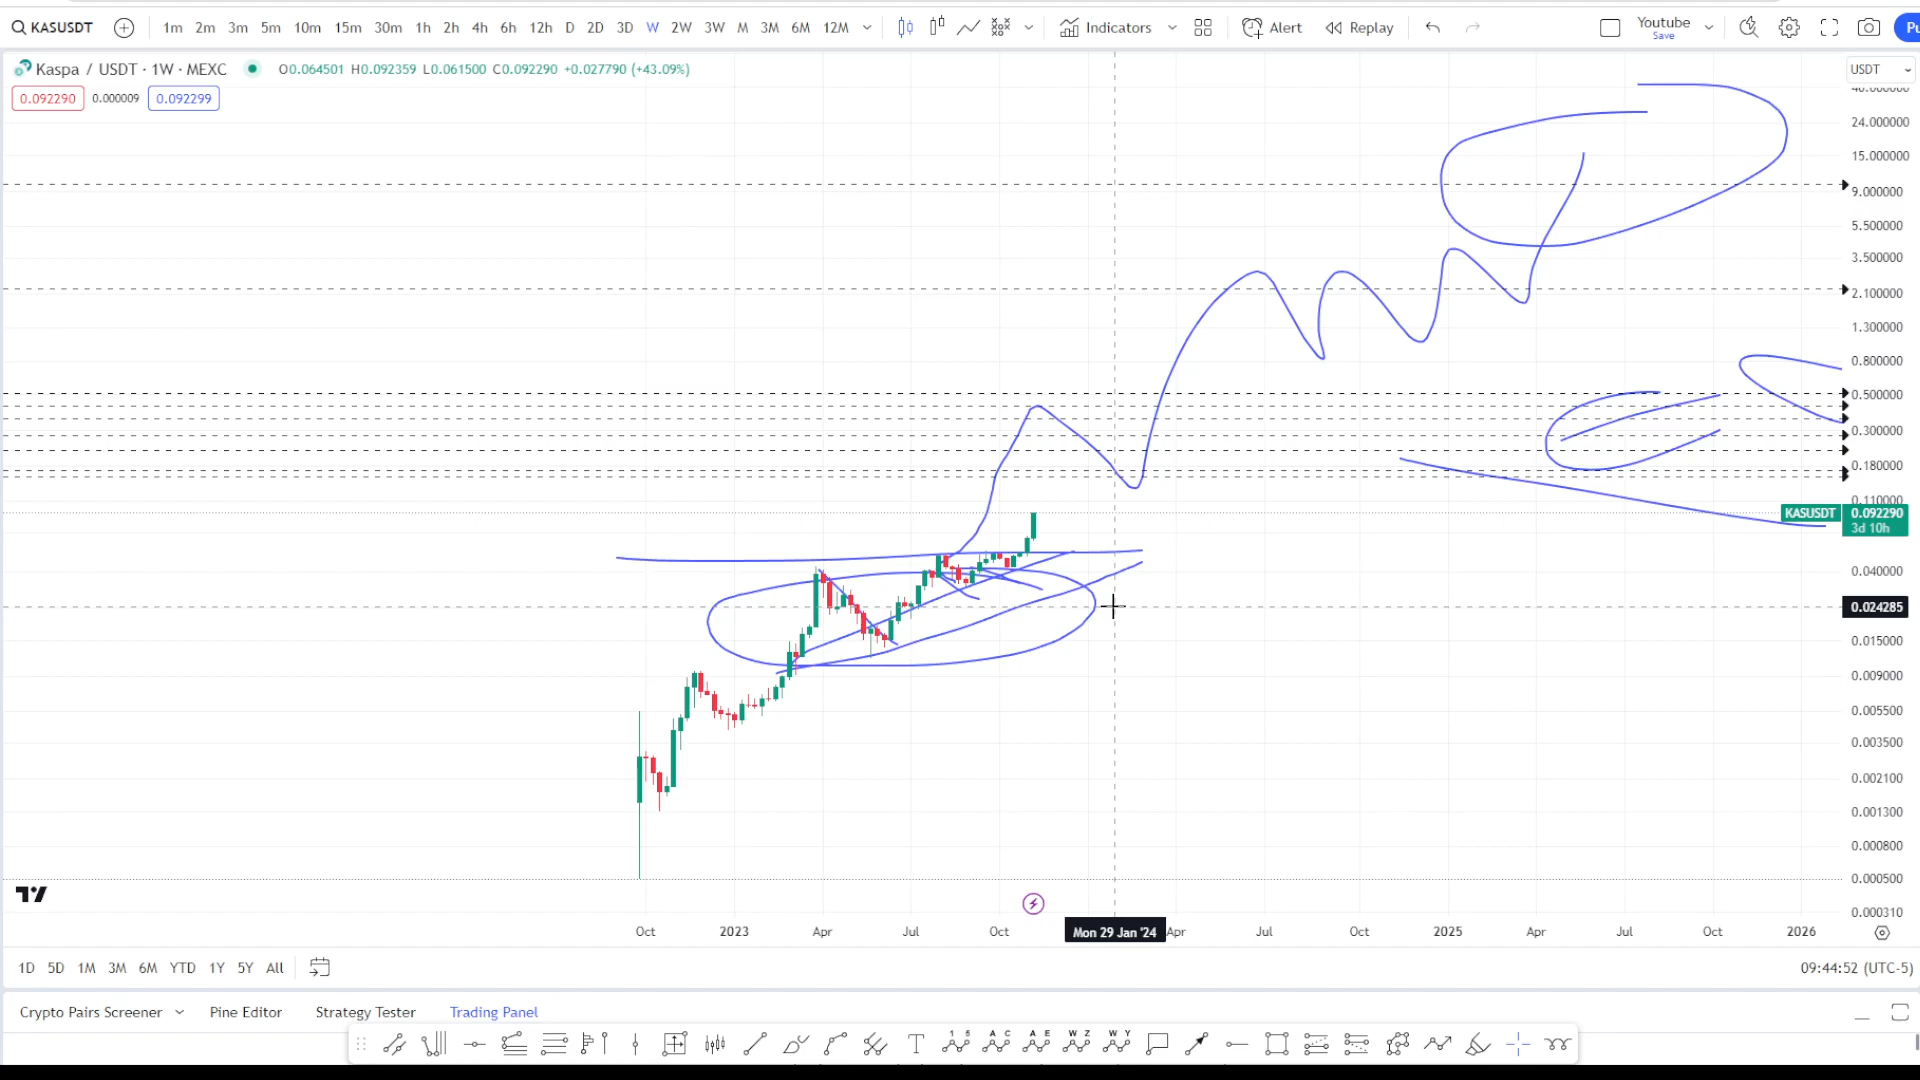 KASUSDT 1m 2m 3m 5m 10m 15m 30m 1h 2h 4h 6h 12h D 2D 3D W 2W 3W M 3M 6M 12M Indicators Alert Replay Youtube Save
Kaspa / USDT · 1W · MEXC O0.064501 H0.092359 L0.061500 C0.092290 +0.027790 (+43.09%) USDT
0.092290 0.000009 0.092299
24.000000
15.000000
9.000000
5.500000
3.500000
2.100000
1.300000
0.800000
0.500000
0.300000
0.180000
0.110000
KASUSDT 0.092290
3d 10h
0.040000
0.024285
0.015000
0.009000
0.005500
0.003500
0.002100
0.001300
0.000800
0.000500
0.000310
Oct 2023 Apr Jul Oct Mon 29 Jan '24 Apr Jul Oct 2025 Apr Jul Oct 2026
1D 5D 1M 3M 6M YTD 1Y 5Y All 09:44:52 (UTC-5)
Crypto Pairs Screener Pine Editor Strategy Tester Trading Panel
1 5 A C A E W Z W Y